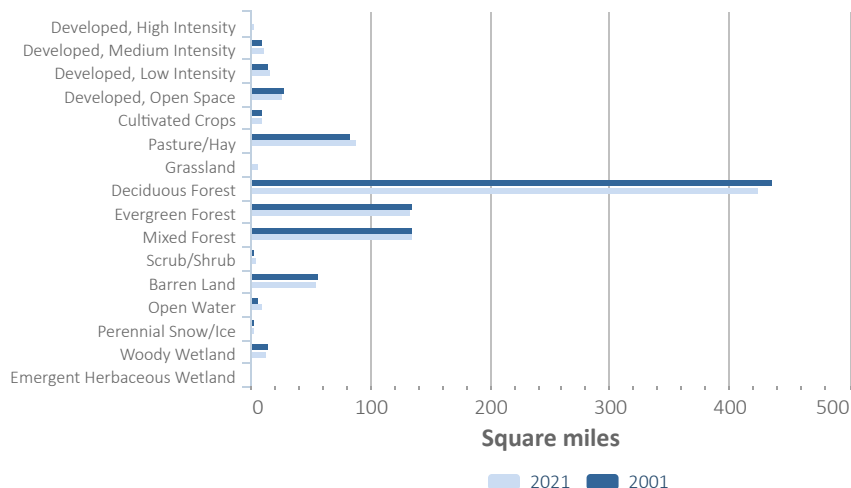 Developed, High Intensity
Developed, Medium Intensity
Developed, Low Intensity
Developed, Open Space
Cultivated Crops
Pasture/Hay
Grassland
Deciduous Forest
Evergreen Forest
Mixed Forest
Scrub/Shrub
Barren Land
Open Water
Perennial Snow/Ice
Woody Wetland
Emergent Herbaceous Wetland
0 100 200 300 400 500
Square miles
2021 2001